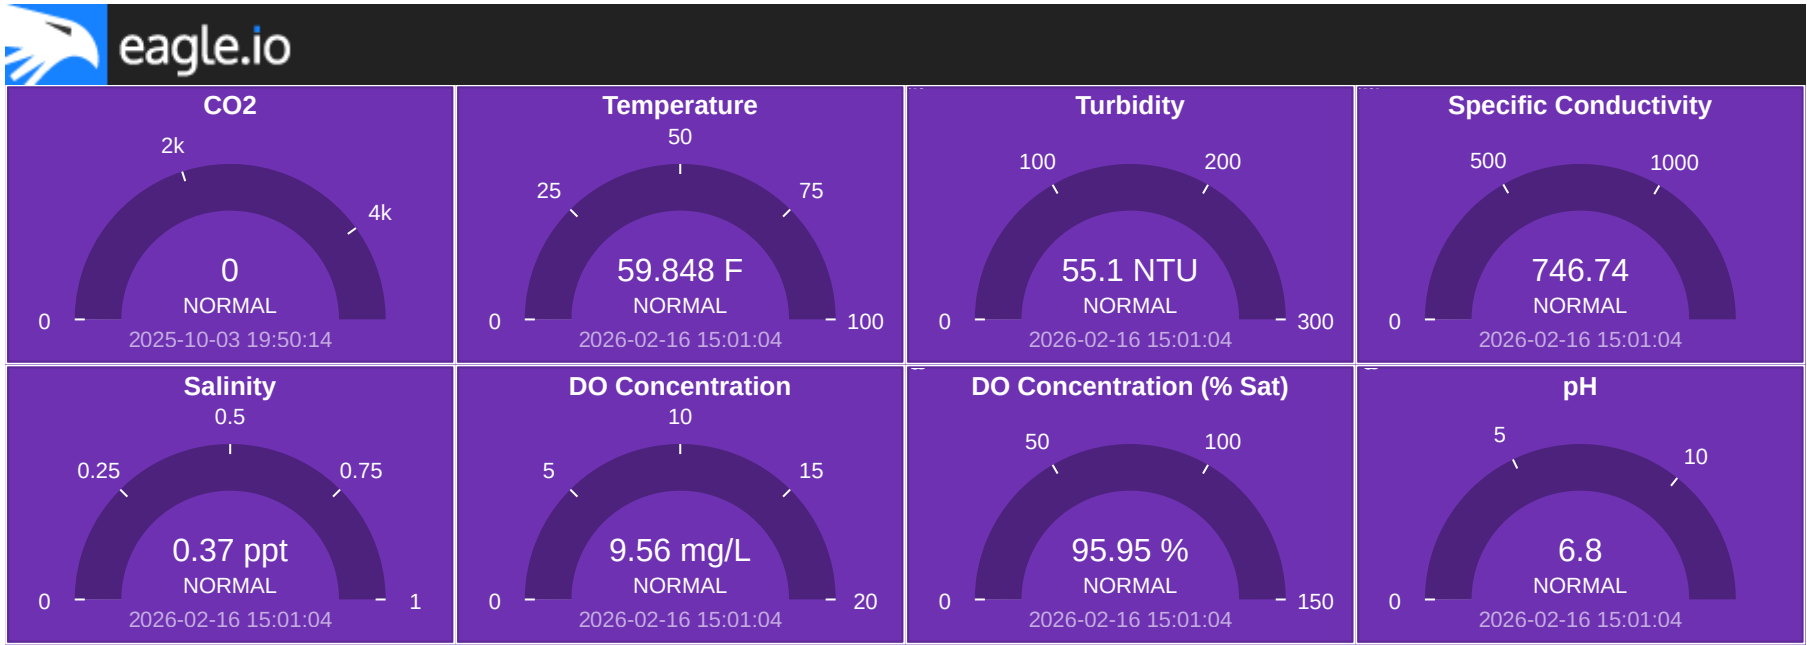 eagle.io
CO2
2k
4k
0
0
NORMAL
2025-10-03 19:50:14
Temperature
50
25
75
59.848 F
NORMAL
0
100
2026-02-16 15:01:04
Turbidity
100
200
55.1 NTU
NORMAL
0
300
2026-02-16 15:01:04
Specific Conductivity
500
1000
746.74
NORMAL
0
2026-02-16 15:01:04
Salinity
0.5
0.25
0.75
0.37 ppt
NORMAL
0
1
2026-02-16 15:01:04
DO Concentration
10
5
15
9.56 mg/L
NORMAL
0
20
2026-02-16 15:01:04
DO Concentration (% Sat)
50
100
95.95 %
NORMAL
0
150
2026-02-16 15:01:04
pH
5
10
6.8
NORMAL
0
2026-02-16 15:01:04